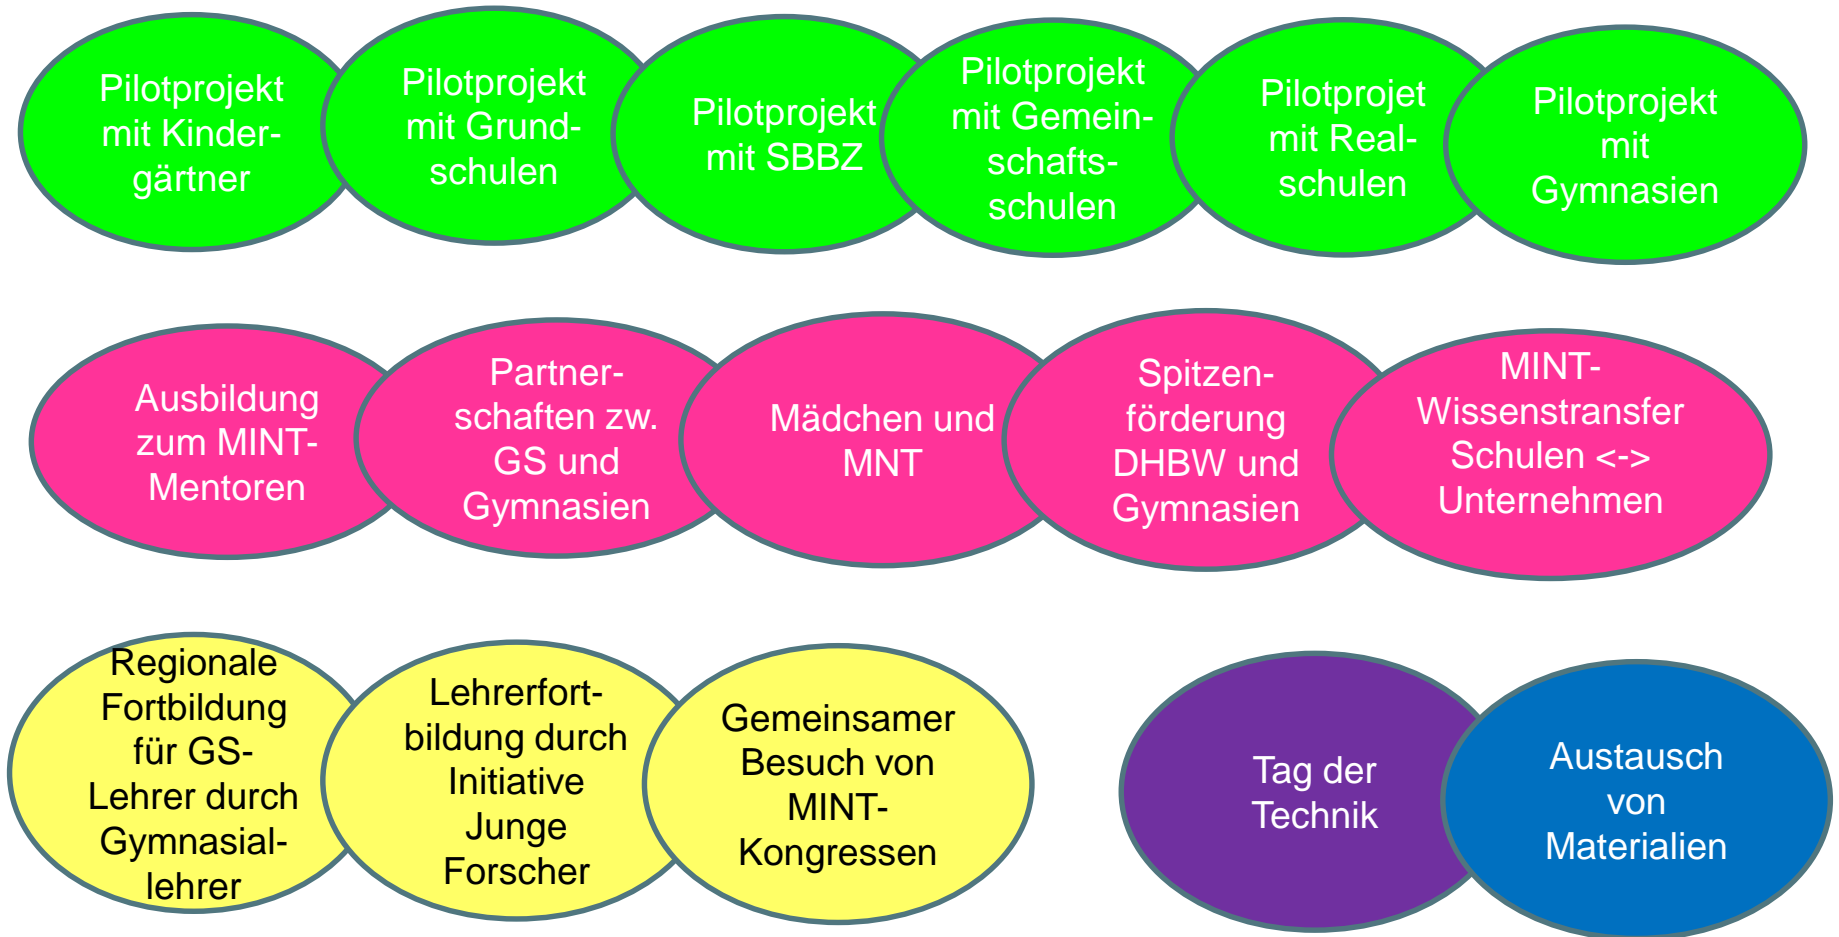 Pilotprojekt
mit Kinder-
gärtner
Pilotprojekt
mit Grund-
schulen
Pilotprojekt
mit SBBZ
Pilotprojekt
mit Gemein-
schafts-
schulen
Pilotprojet
mit Real-
schulen
Pilotprojekt
mit
Gymnasien
Ausbildung
zum MINT-
Mentoren
Partner-
schaften zw.
GS und
Gymnasien
Mädchen und
MNT
Spitzen-
förderung
DHBW und
Gymnasien
MINT-
Wissenstransfer
Schulen <->
Unternehmen
Regionale
Fortbildung
für GS-
Lehrer durch
Gymnasial-
lehrer
Lehrerfort-
bildung durch
Initiative
Junge
Forscher
Gemeinsamer
Besuch von
MINT-
Kongressen
Tag der
Technik
Austausch
von
Materialien